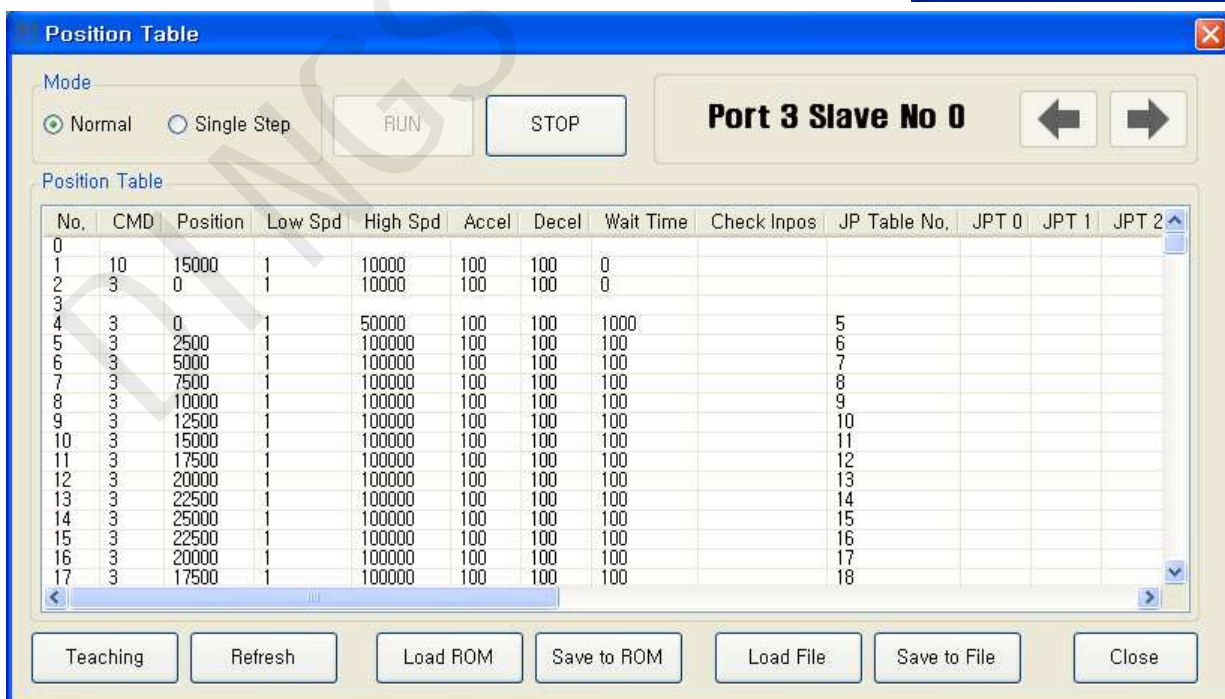 Position Table
Mode
Normal Single Step RUN STOP Port 3 Slave No 0
Position Table
No. CMD Position Low Spd High Spd Accel Decel Wait Time Check Inpos JP Table No. JPT 0 JPT 1 JPT 2
0
1 10 15000 1 10000 100 100 0
2 3 0 1 10000 100 100 0
3
4 3 0 1 50000 100 100 1000 5
5 3 2500 1 100000 100 100 100 6
6 3 5000 1 100000 100 100 100 7
7 3 7500 1 100000 100 100 100 8
8 3 10000 1 100000 100 100 100 9
9 3 12500 1 100000 100 100 100 10
10 3 15000 1 100000 100 100 100 11
11 3 17500 1 100000 100 100 100 12
12 3 20000 1 100000 100 100 100 13
13 3 22500 1 100000 100 100 100 14
14 3 25000 1 100000 100 100 100 15
15 3 22500 1 100000 100 100 100 16
16 3 20000 1 100000 100 100 100 17
17 3 17500 1 100000 100 100 100 18
Teaching Refresh Load ROM Save to ROM Load File Save to File Close
DINGS